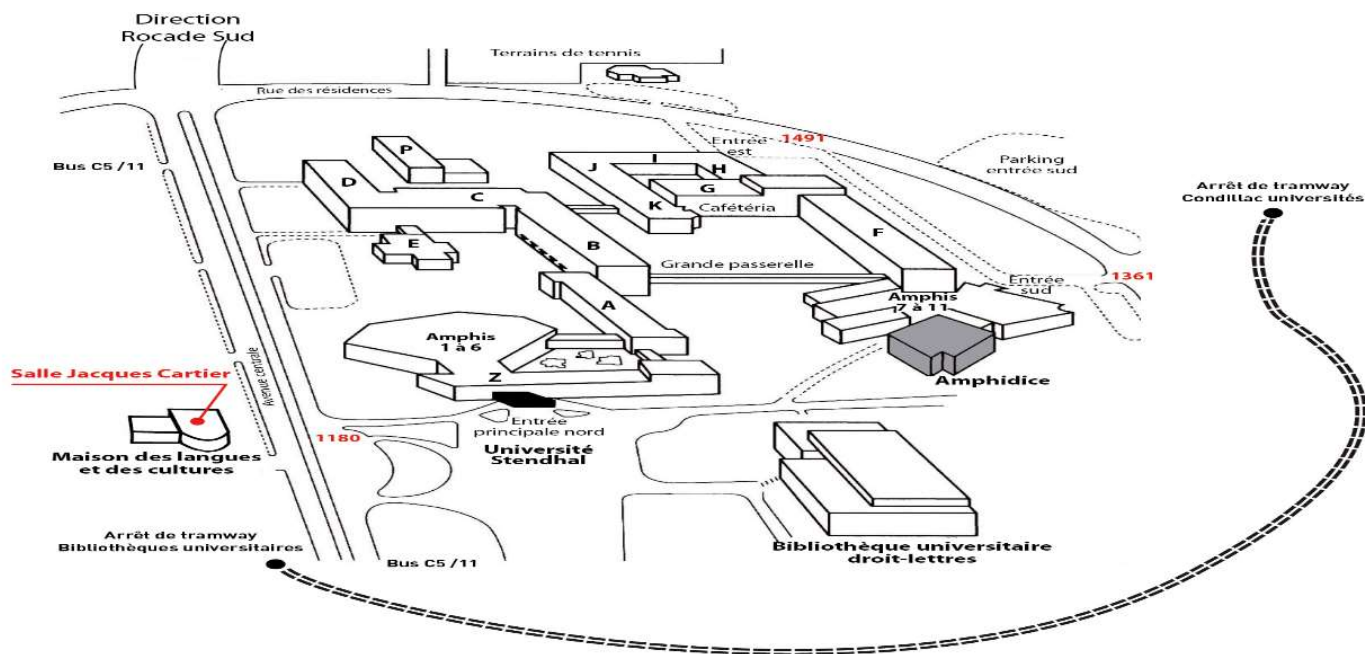 Direction
Rocade Sud
Terrains de tennis
Rue des résidences
Bus C5 /11
P
D
C
E
B
A
J
I
H
G
K
Cafétéria
F
Entrée
est
1491
Parking
entrée sud
Arrêt de tramway
Condillac universités
Grande passerelle
1361
Entrée
sud
Amphis
7 à 11
Amphidice
Amphis
1 à 6
Z
Avenue centrale
Salle Jacques Cartier
Maison des langues
et des cultures
1180
Entrée
principale nord
Université
Stendhal
Arrêt de tramway
Bibliothèques universitaires
Bus C5 /11
Bibliothèque universitaire
droit-lettres